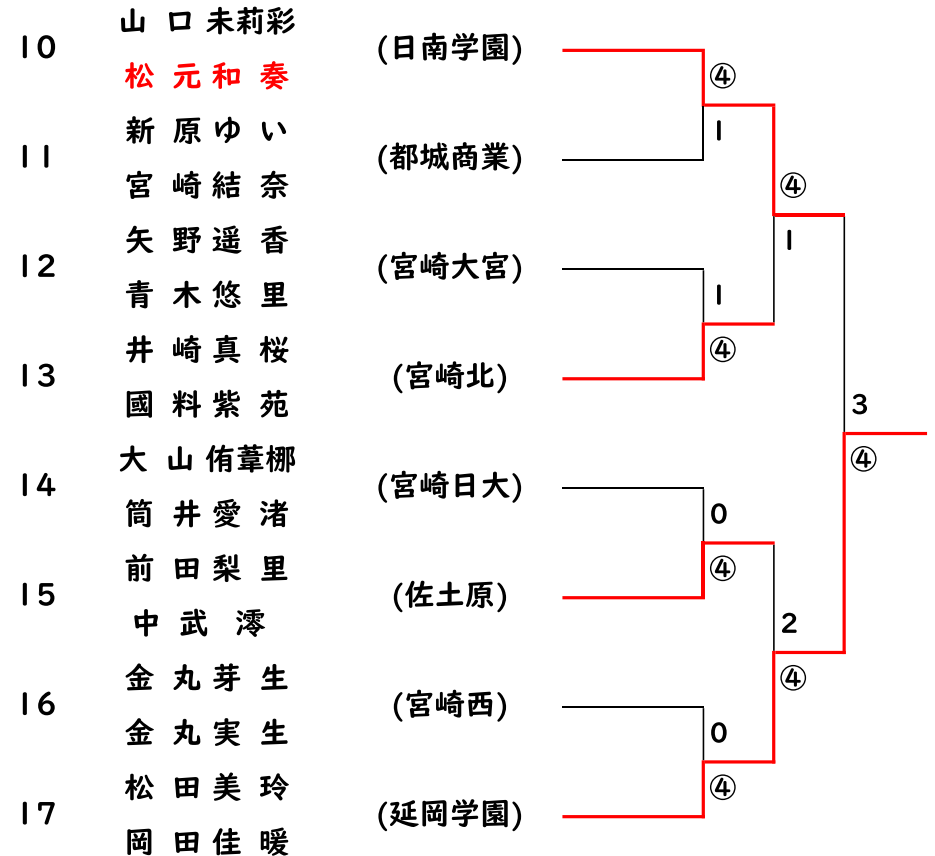 山口未莉彩
10 (日南学園)
松元和奏
④
1
新原ゆい
11 (都城商業)
宮崎結奈
④
1
矢野遥香
12 (宮崎大宮)
青木悠里
1
④
井崎真桜
13 (宮崎北)
國料紫苑
3
④
大山侑葦梛
14 (宮崎日大)
筒井愛渚
0
④
前田梨里
15 (佐土原)
中武澪
2
④
金丸芽生
16 (宮崎西)
金丸実生
0
④
松田美玲
17 (延岡学園)
岡田佳暖